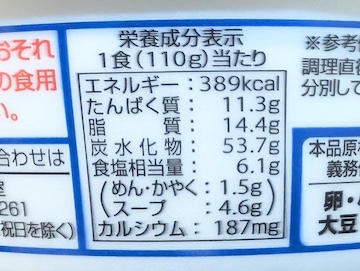 おそれ
の食用
い。
合わせは
室
261
祝日を除く)
栄養成分表示
1食(110g)当たり
エネルギー:389kcal
たんぱく質:11.3g
脂質:14.4g
炭水化物:53.7g
食塩相当量:6.1g
(めん・かやく:1.5g)
(スープ:4.6g)
カルシウム:187mg
※参考
調理直
分別して
本品原
義務
卵・
大豆